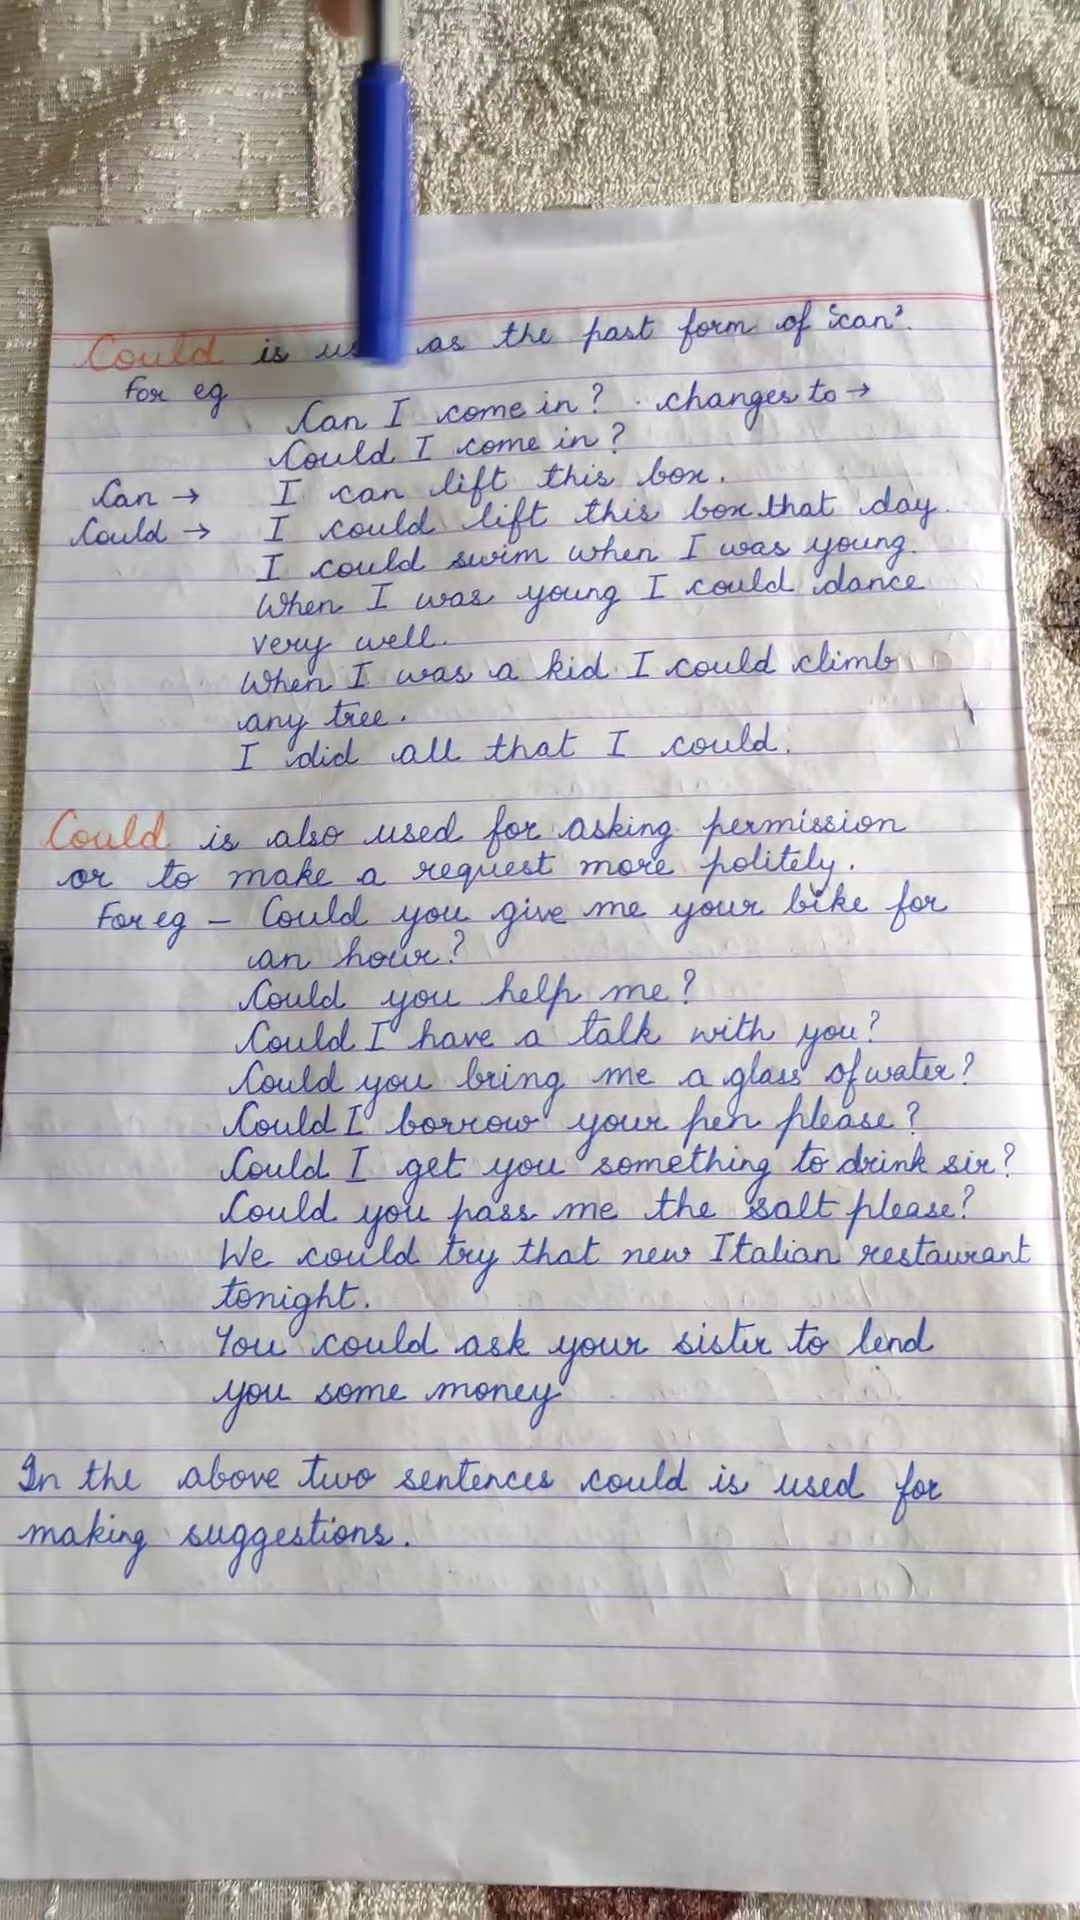 Could is us as the past form of 'can'.
For eg
Can I come in? changes to →
Could I come in?
Can → I can lift this box.
Could → I could lift this box that day.
I could swim when I was young.
When I was young I could dance
very well.
When I was a kid I could climb
any tree.
I did all that I could.
Could is also used for asking permission
or to make a request more politely.
For eg – Could you give me your bike for
an hour?
Could you help me?
Could I have a talk with you?
Could you bring me a glass of water?
Could I borrow your pen please?
Could I get you something to drink sir?
Could you pass me the salt please?
We could try that new Italian restaurant
tonight.
You could ask your sister to lend
you some money
In the above two sentences could is used for
making suggestions.